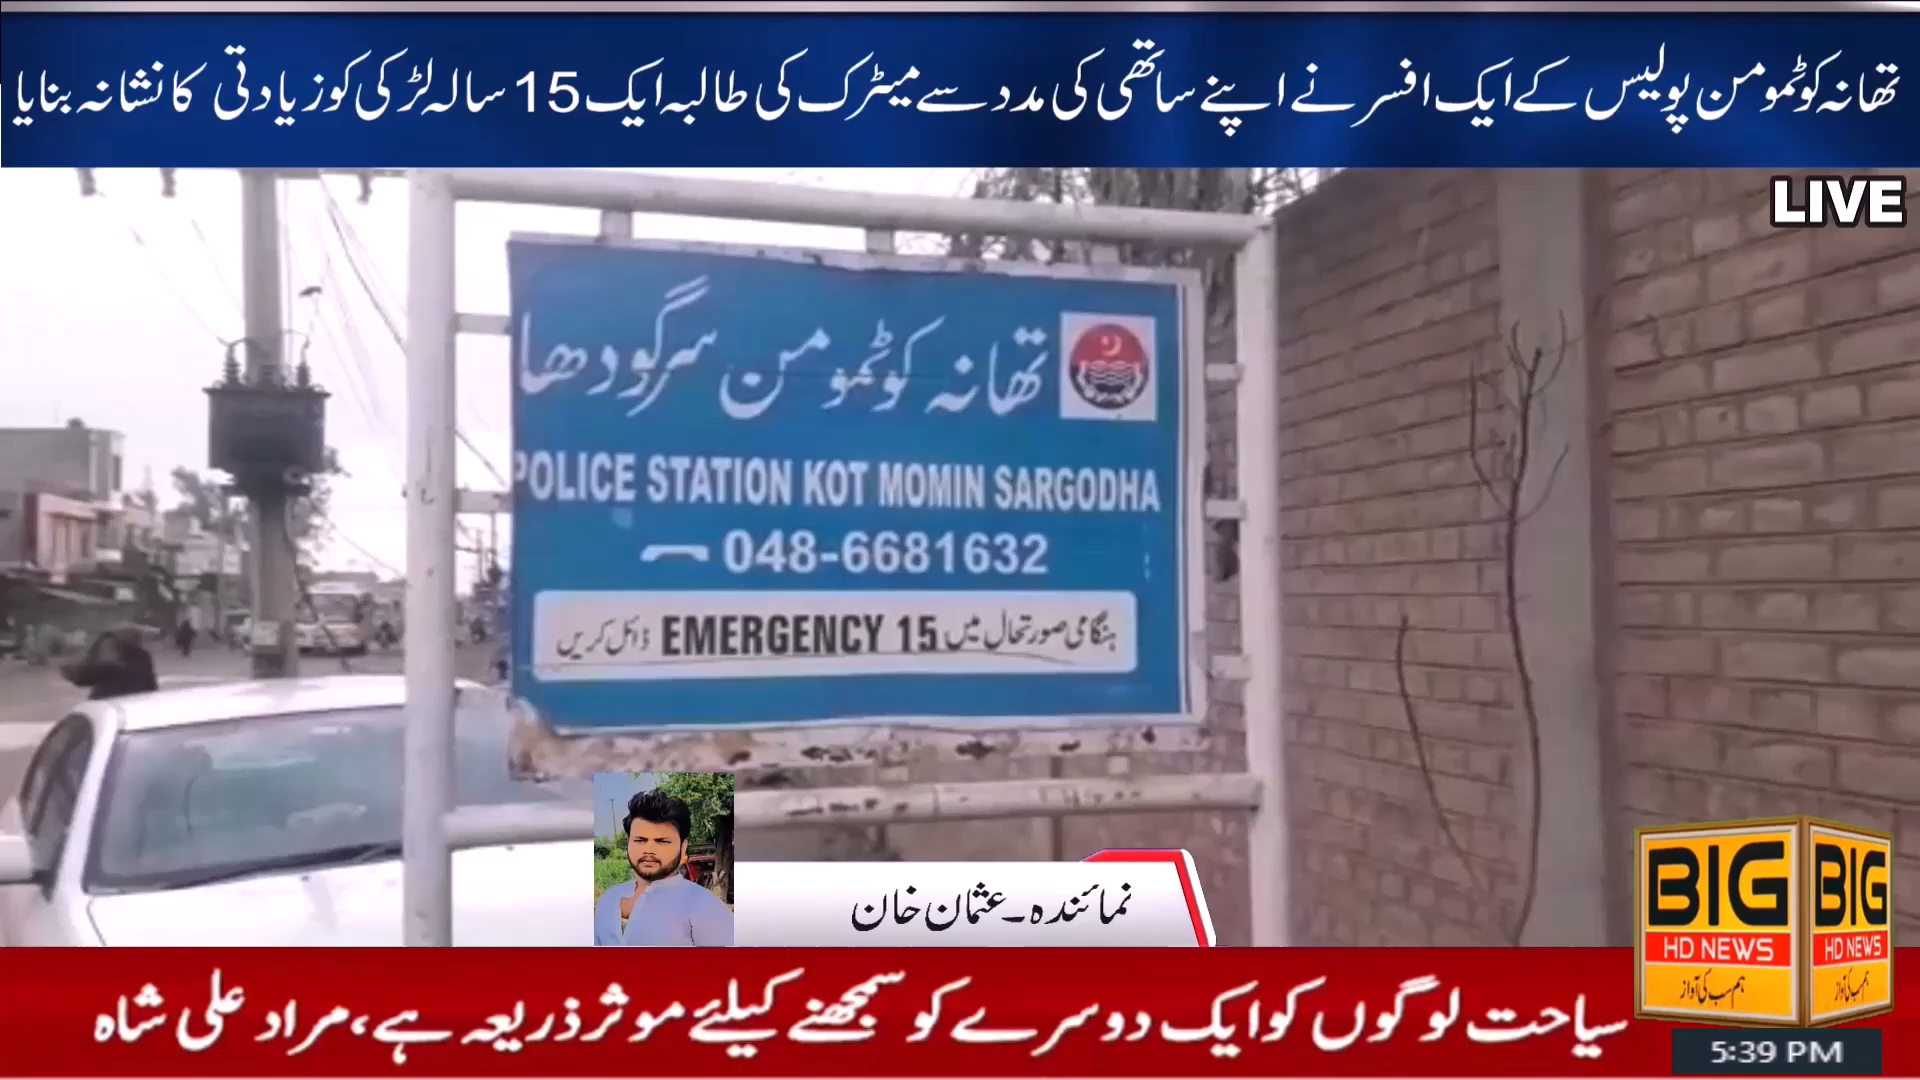 تھانہ کوٹمومن پولیس کے ایک افسر نے اپنے ساتھی کی مدد سے میٹرک کی طالبہ ایک 15 سالہ لڑکی کو زیادتی کا نشانہ بنایا
LIVE
تھانہ کوٹمومن سرگودھا
POLICE STATION KOT MOMIN SARGODHA
048-6681632
ہنگامی صورتحال میں EMERGENCY 15 ڈائل کریں
نمائندہ ۔ عثمان خان
BIG BIG
HD NEWS HD NEWS
ہم سب کی آواز ہم سب کی آواز
سیاحت لوگوں کو ایک دوسرے کو سمجھنے کیلئے موثر ذریعہ ہے، مراد علی شاہ
5:39 PM